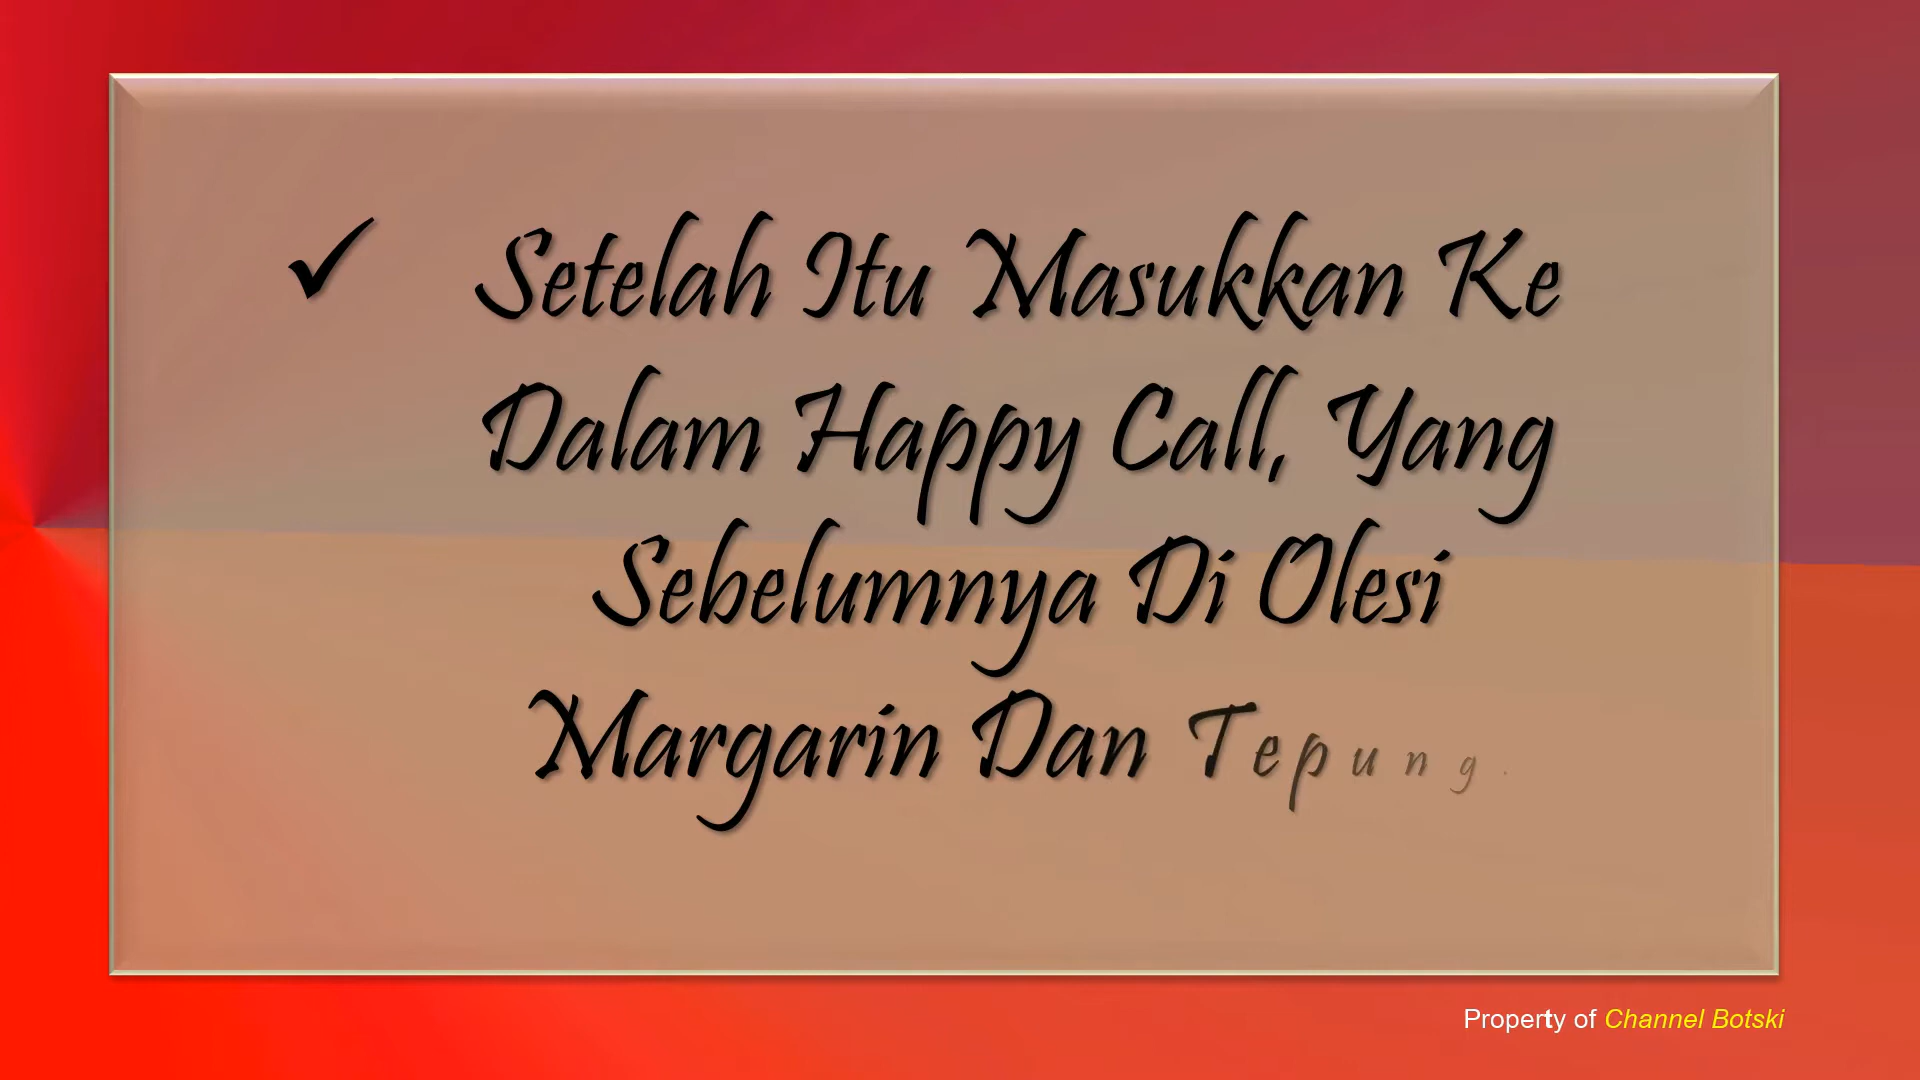 ✓ Setelah Itu Masukkan Ke
Dalam Happy Call, Yang
Sebelumnya Di Olesi
Margarin Dan Tepung.
Property of Channel Botski